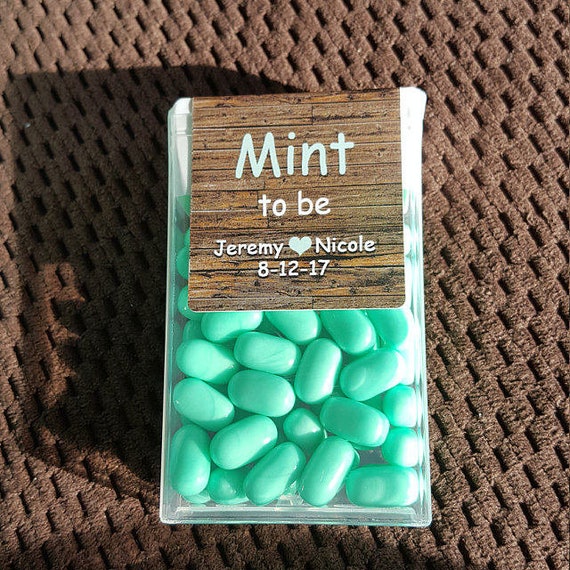 Mint
to be
Jeremy Nicole
8-12-17